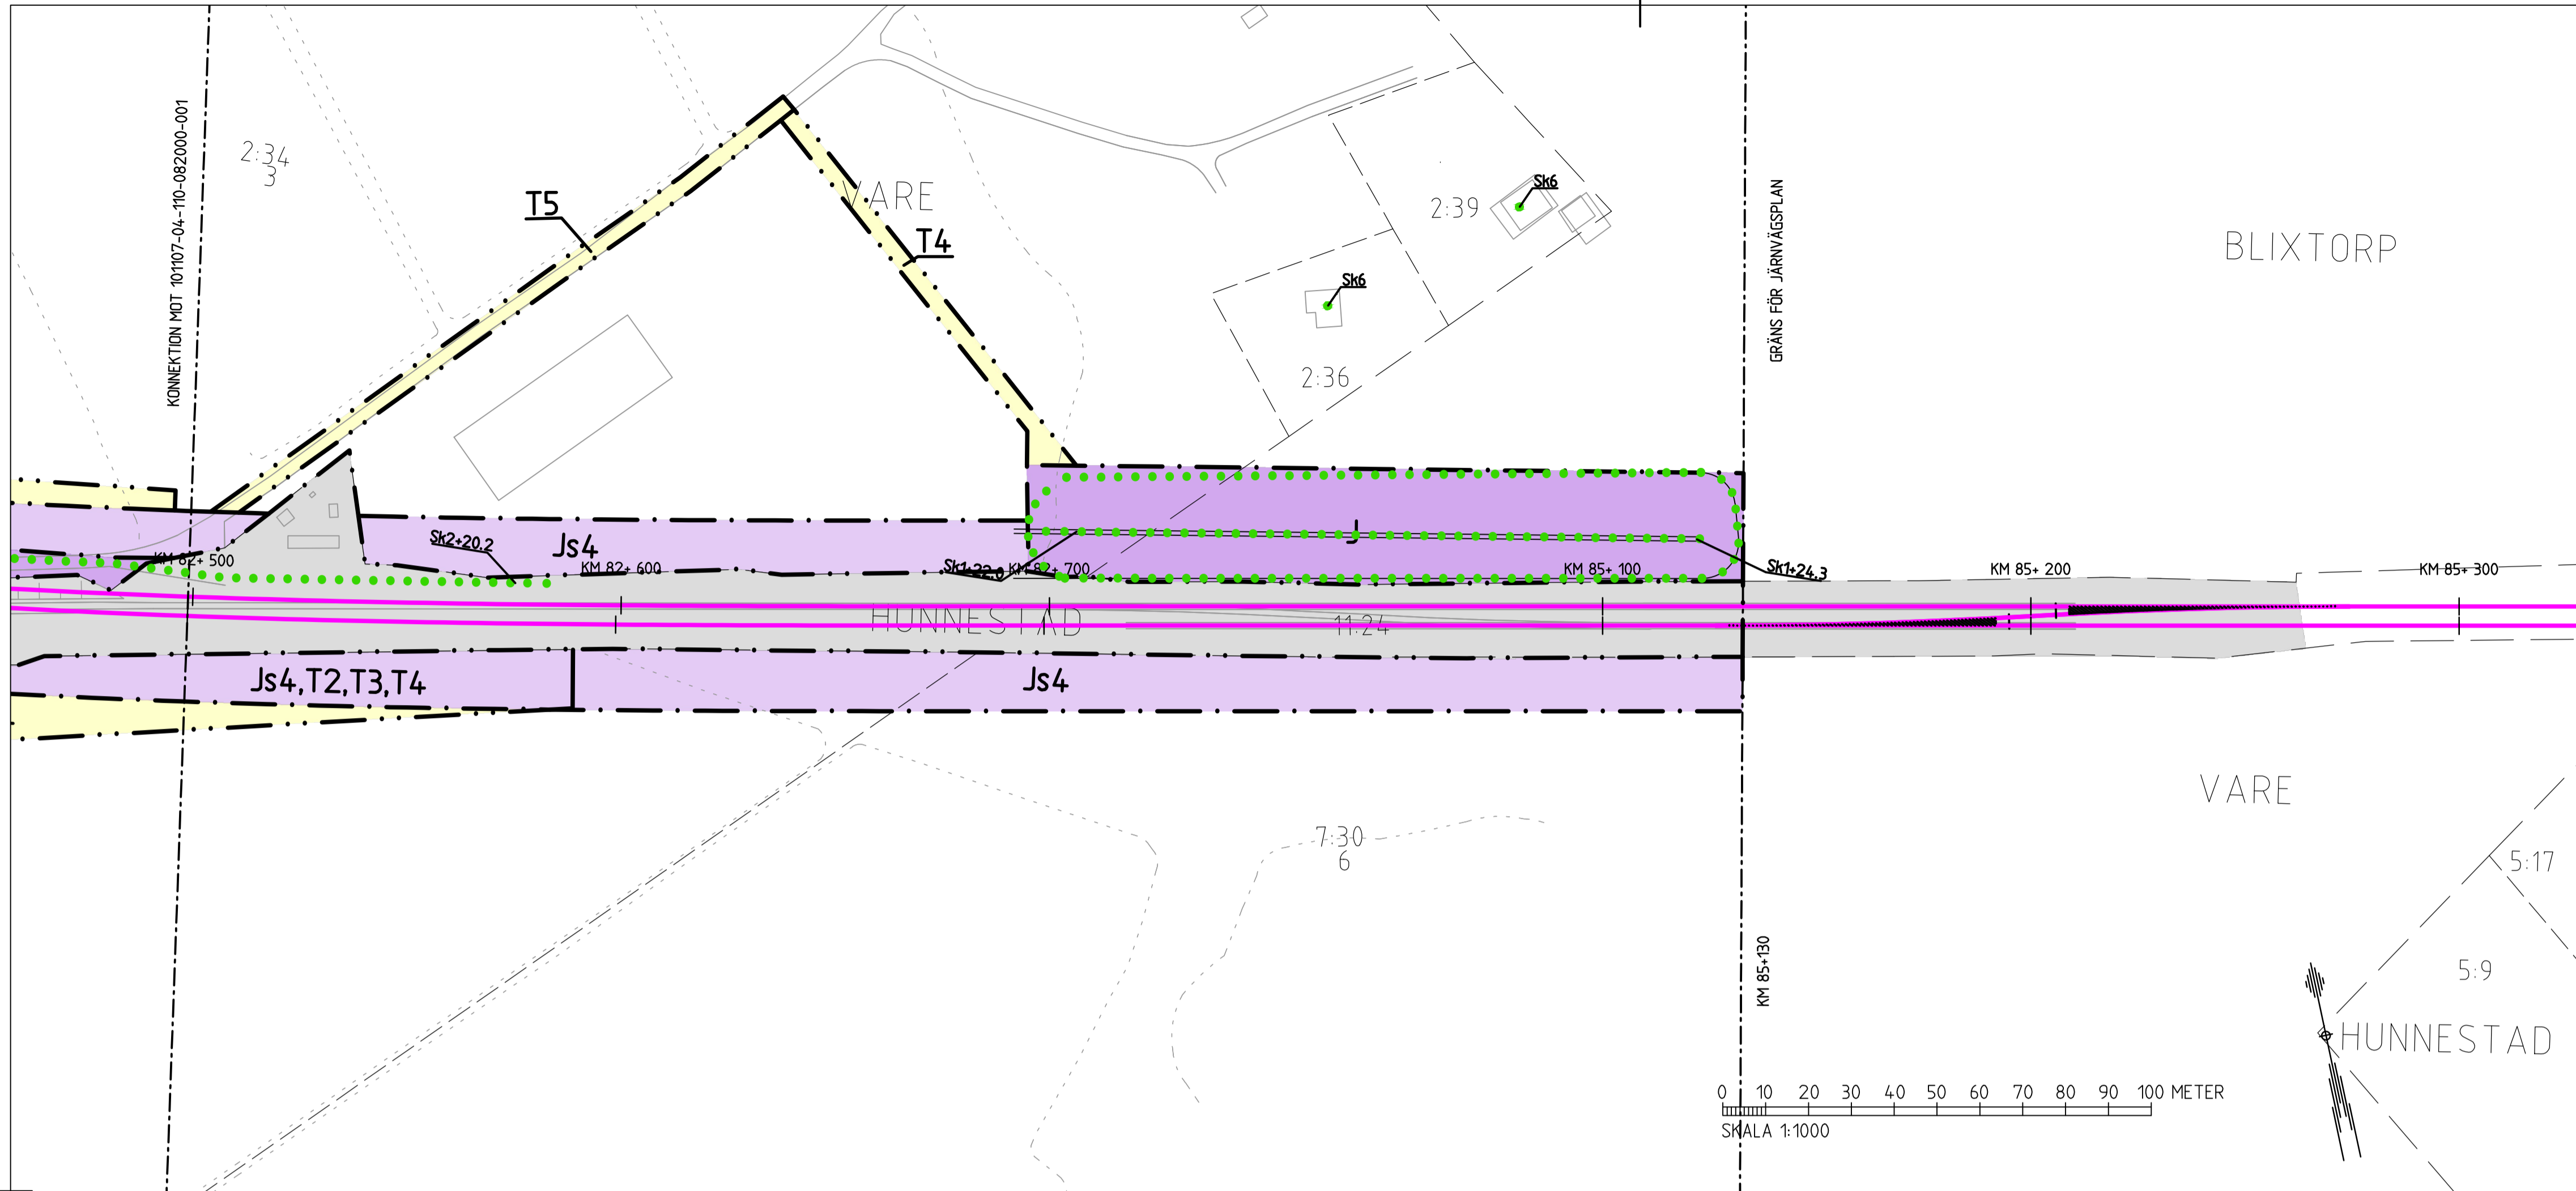 KONNEKTION MOT 101107-04-110-082000-001
2:34
3
T5
VARE
T4
2:39
Sk6
Sk6
2:36
GRÄNS FÖR JÄRNVÄGSPLAN
BLIXTORP
KM 82+ 500
Sk2+20.2
Js4
KM 82+ 600
Sk1+22.0
KM 82+ 700
J
KM 85+ 100
Sk1+24.3
KM 85+ 200
KM 85+ 300
HUNNESTAD
11:24
Js4,T2,T3,T4
Js4
VARE
7:30
6
5:17
5:9
KM 85+130
HUNNESTAD
0 10 20 30 40 50 60 70 80 90 100 METER
SKALA 1:1000